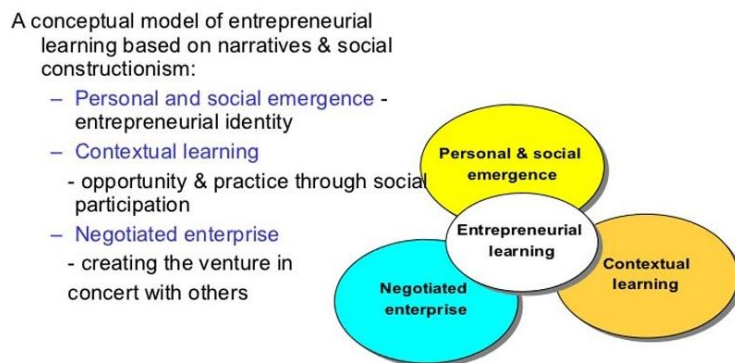 A conceptual model of entrepreneurial
learning based on narratives & social
constructionism:
– Personal and social emergence -
entrepreneurial identity
– Contextual learning
- opportunity & practice through social
participation
– Negotiated enterprise
- creating the venture in
concert with others
Personal & social
emergence
Entrepreneurial
learning
Contextual
learning
Negotiated
enterprise